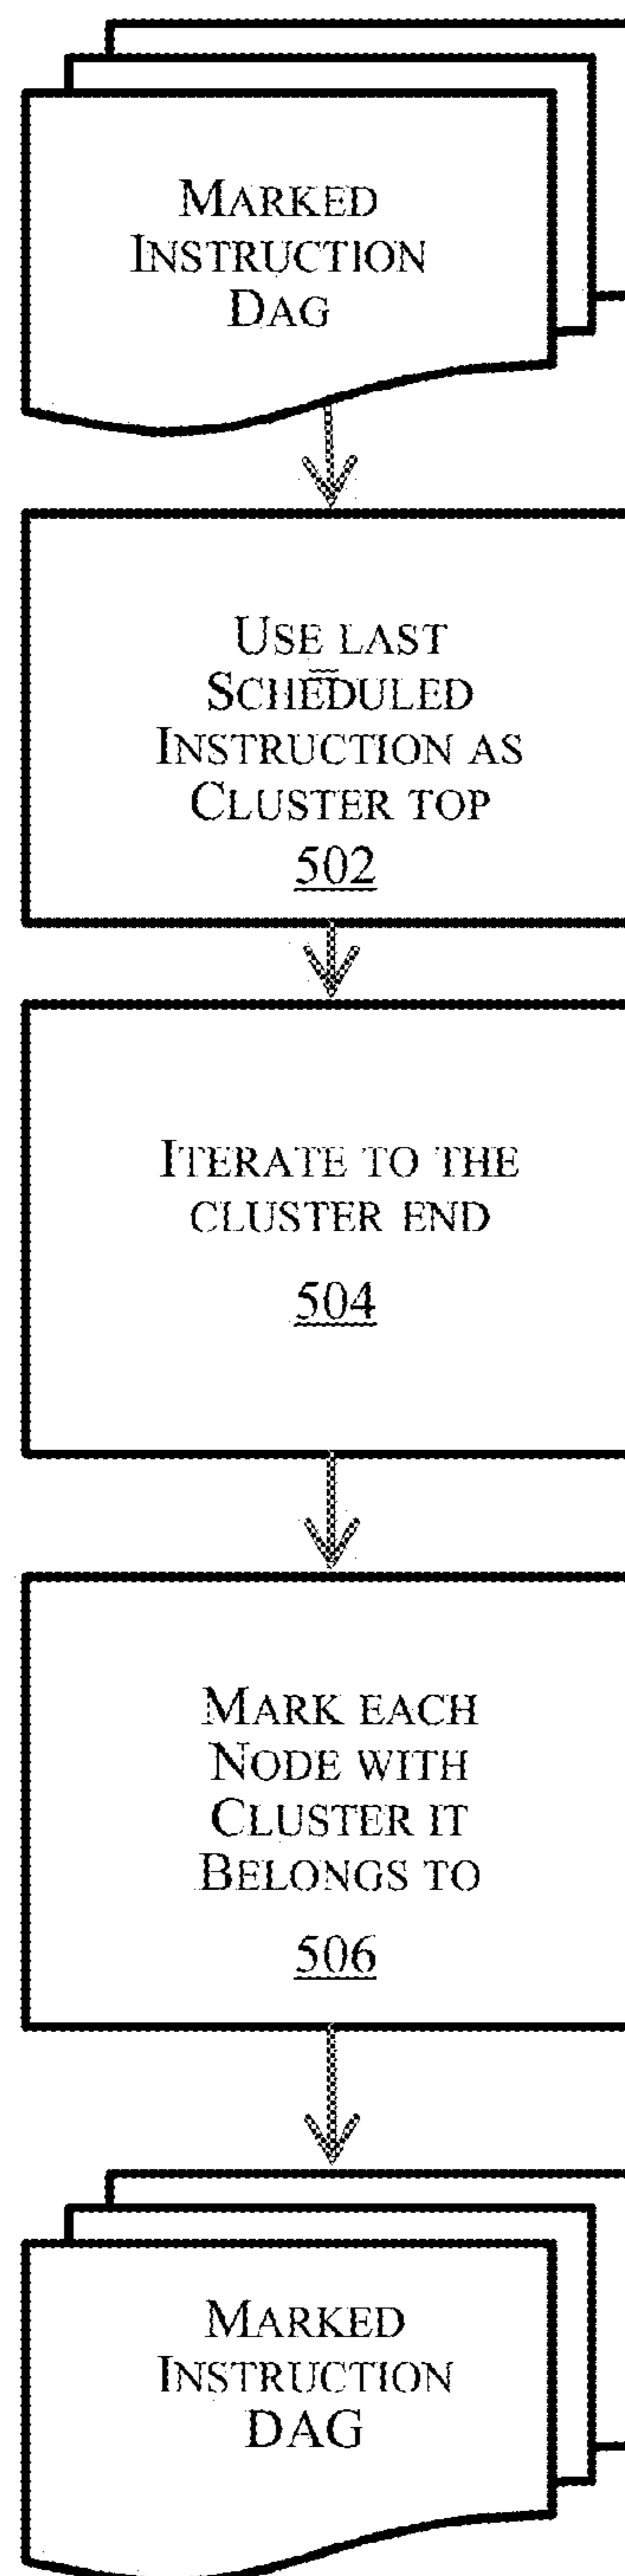 MARKED
INSTRUCTION
DAG
USE LAST
SCHEDULED
INSTRUCTION AS
CLUSTER TOP
502
ITERATE TO THE
CLUSTER END
504
MARK EACH
NODE WITH
CLUSTER IT
BELONGS TO
506
MARKED
INSTRUCTION
DAG